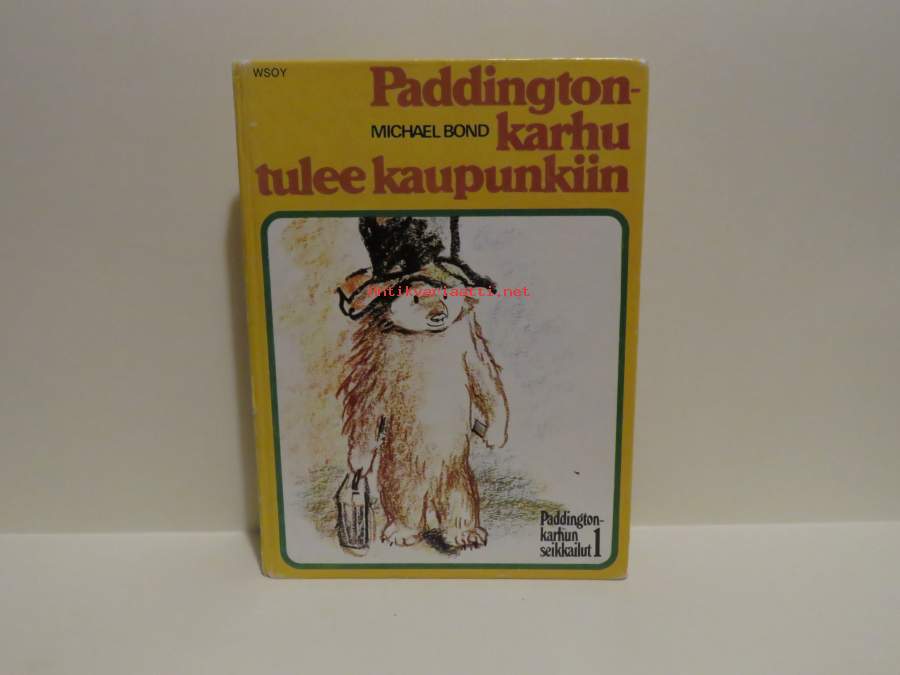 WSOY
Paddington-
MICHAEL BOND karhu
tulee kaupunkiin
Antikvariaatti.net
Paddington-
karhun
seikkailut 1